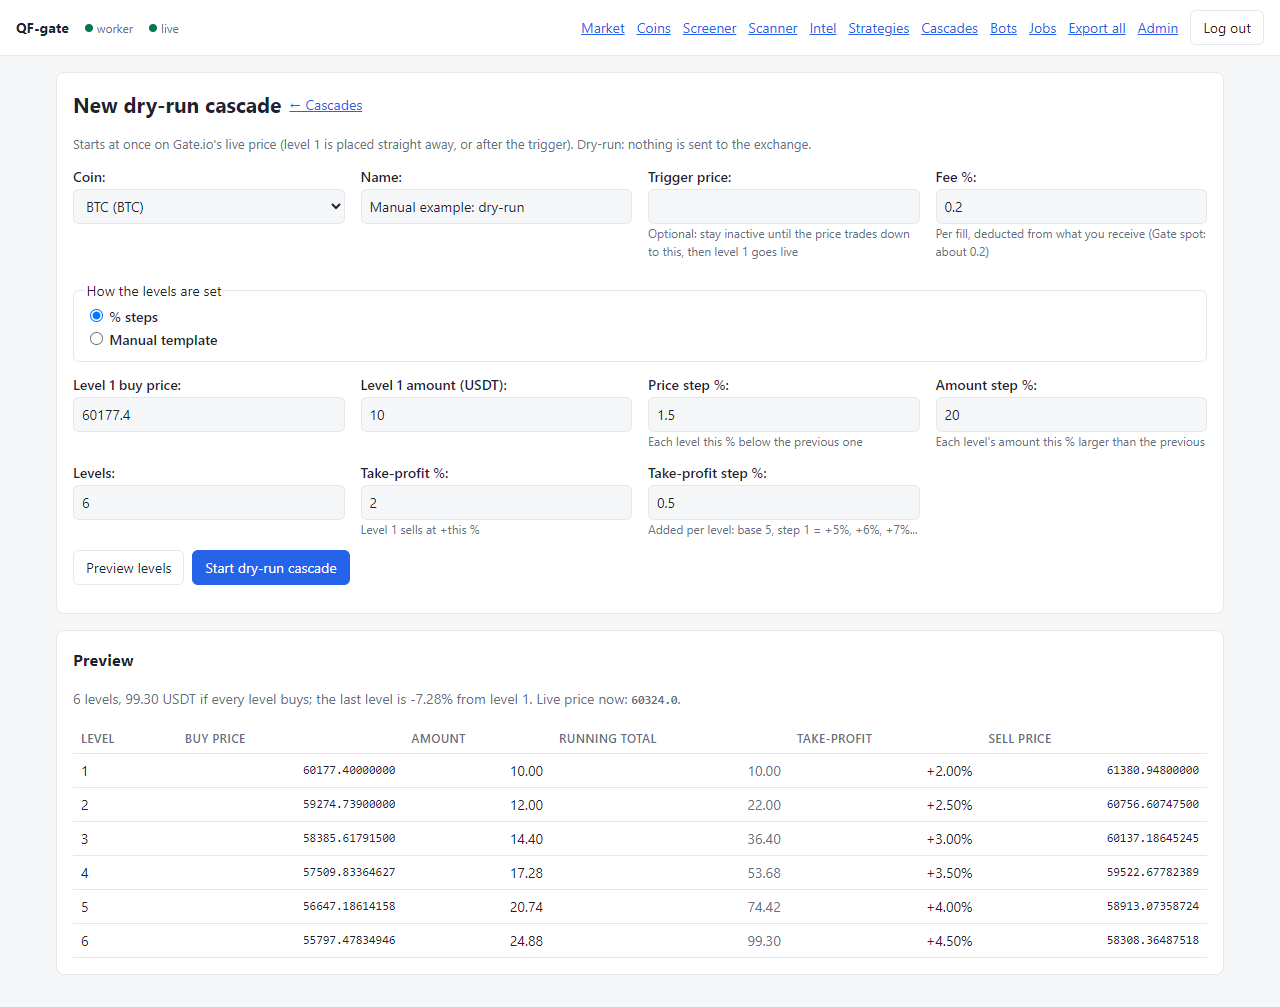 QF-gate worker live Market Coins Screener Scanner Intel Strategies Cascades Bots Jobs Export all Admin Log out
New dry-run cascade ← Cascades
Starts at once on Gate.io's live price (level 1 is placed straight away, or after the trigger). Dry-run: nothing is sent to the exchange.
Coin: Name: Trigger price: Fee %:
BTC (BTC) Manual example: dry-run 0.2
Optional: stay inactive until the price trades down Per fill, deducted from what you receive (Gate spot:
to this, then level 1 goes live about 0.2)
How the levels are set
% steps
Manual template
Level 1 buy price: Level 1 amount (USDT): Price step %: Amount step %:
60177.4 10 1.5 20
Each level this % below the previous one Each level's amount this % larger than the previous
Levels: Take-profit %: Take-profit step %:
6 2 0.5
Level 1 sells at +this % Added per level: base 5, step 1 = +5%, +6%, +7%...
Preview levels Start dry-run cascade
Preview
6 levels, 99.30 USDT if every level buys; the last level is -7.28% from level 1. Live price now: 60324.0.
LEVEL BUY PRICE AMOUNT RUNNING TOTAL TAKE-PROFIT SELL PRICE
1 60177.40000000 10.00 10.00 +2.00% 61380.94800000
2 59274.73900000 12.00 22.00 +2.50% 60756.60747500
3 58385.61791500 14.40 36.40 +3.00% 60137.18645245
4 57509.83364627 17.28 53.68 +3.50% 59522.67782389
5 56647.18614158 20.74 74.42 +4.00% 58913.07358724
6 55797.47834946 24.88 99.30 +4.50% 58308.36487518